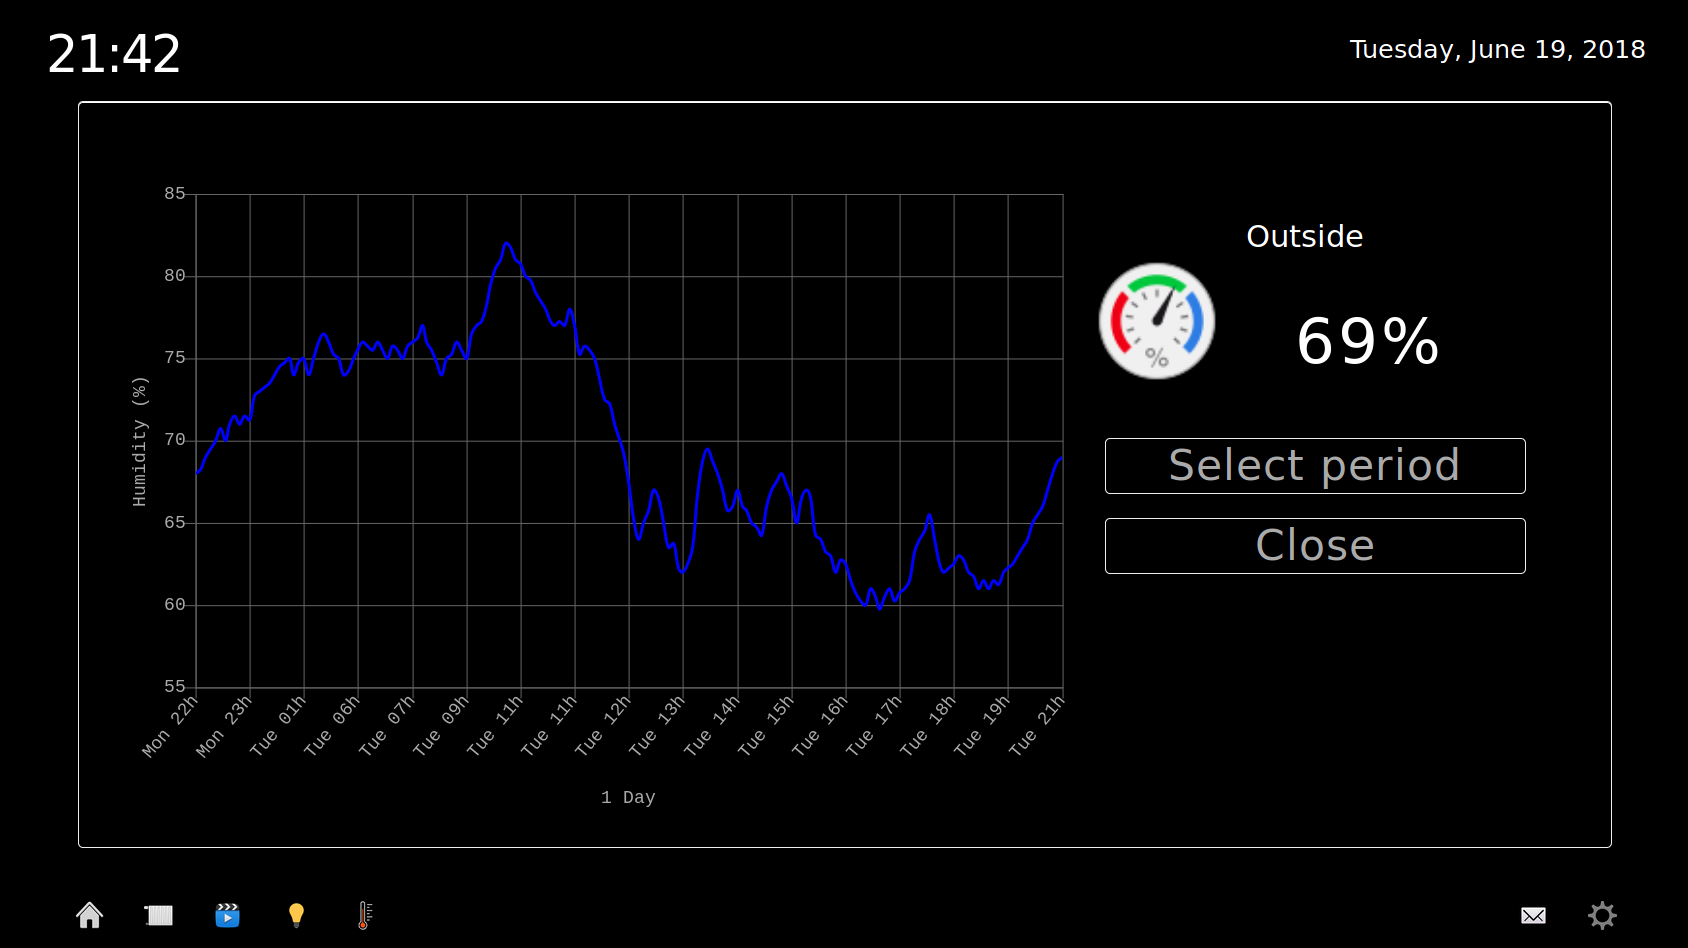 21:42
Tuesday, June 19, 2018
85
80
75
70
65
60
55
Humidity (%)
Mon 22h
Mon 23h
Tue 01h
Tue 06h
Tue 07h
Tue 09h
Tue 11h
Tue 11h
Tue 12h
Tue 13h
Tue 14h
Tue 15h
Tue 16h
Tue 17h
Tue 18h
Tue 19h
Tue 21h
1 Day
Outside
%
69%
Select period
Close